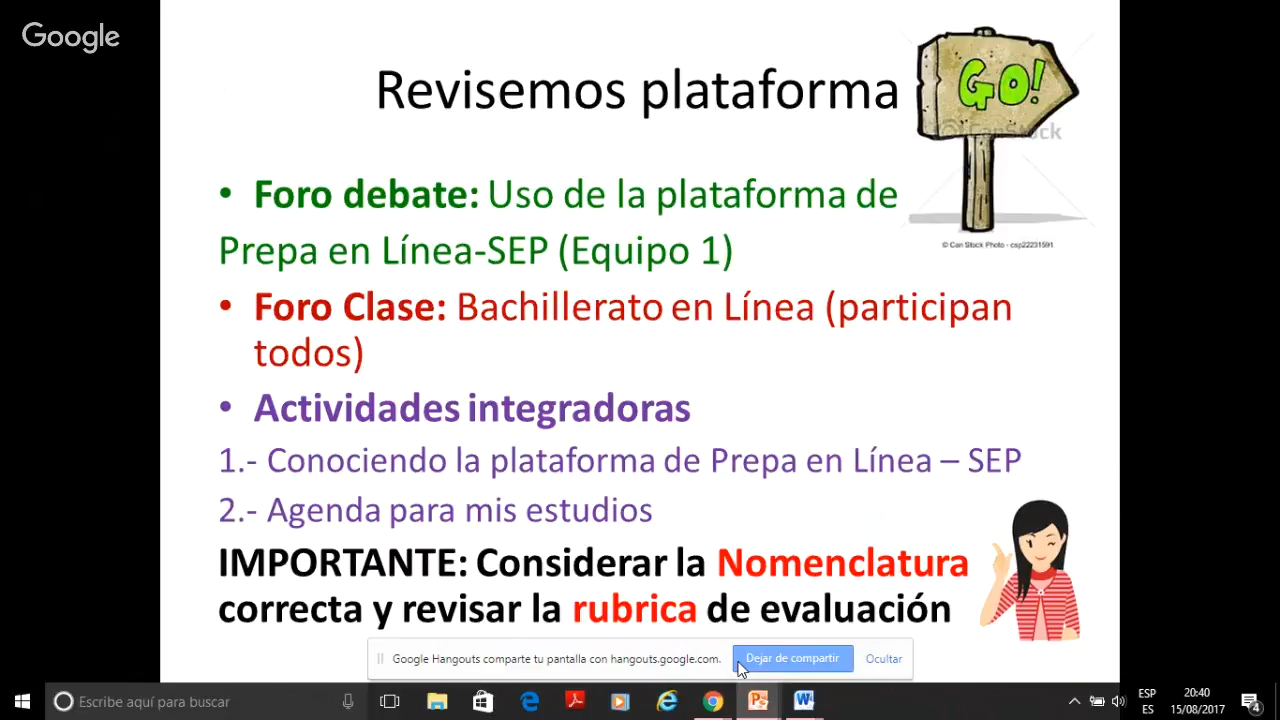 Google
Revisemos plataforma
GO!
CanStock
© Can Stock Photo - csp22231591
• Foro debate: Uso de la plataforma de
Prepa en Línea-SEP (Equipo 1)
• Foro Clase: Bachillerato en Línea (participan
todos)
• Actividades integradoras
1.- Conociendo la plataforma de Prepa en Línea – SEP
2.- Agenda para mis estudios
IMPORTANTE: Considerar la Nomenclatura
correcta y revisar la rubrica de evaluación
Google Hangouts comparte tu pantalla con hangouts.google.com. Dejar de compartir Ocultar
Escribe aquí para buscar
ESP
ES
20:40
15/08/2017
4